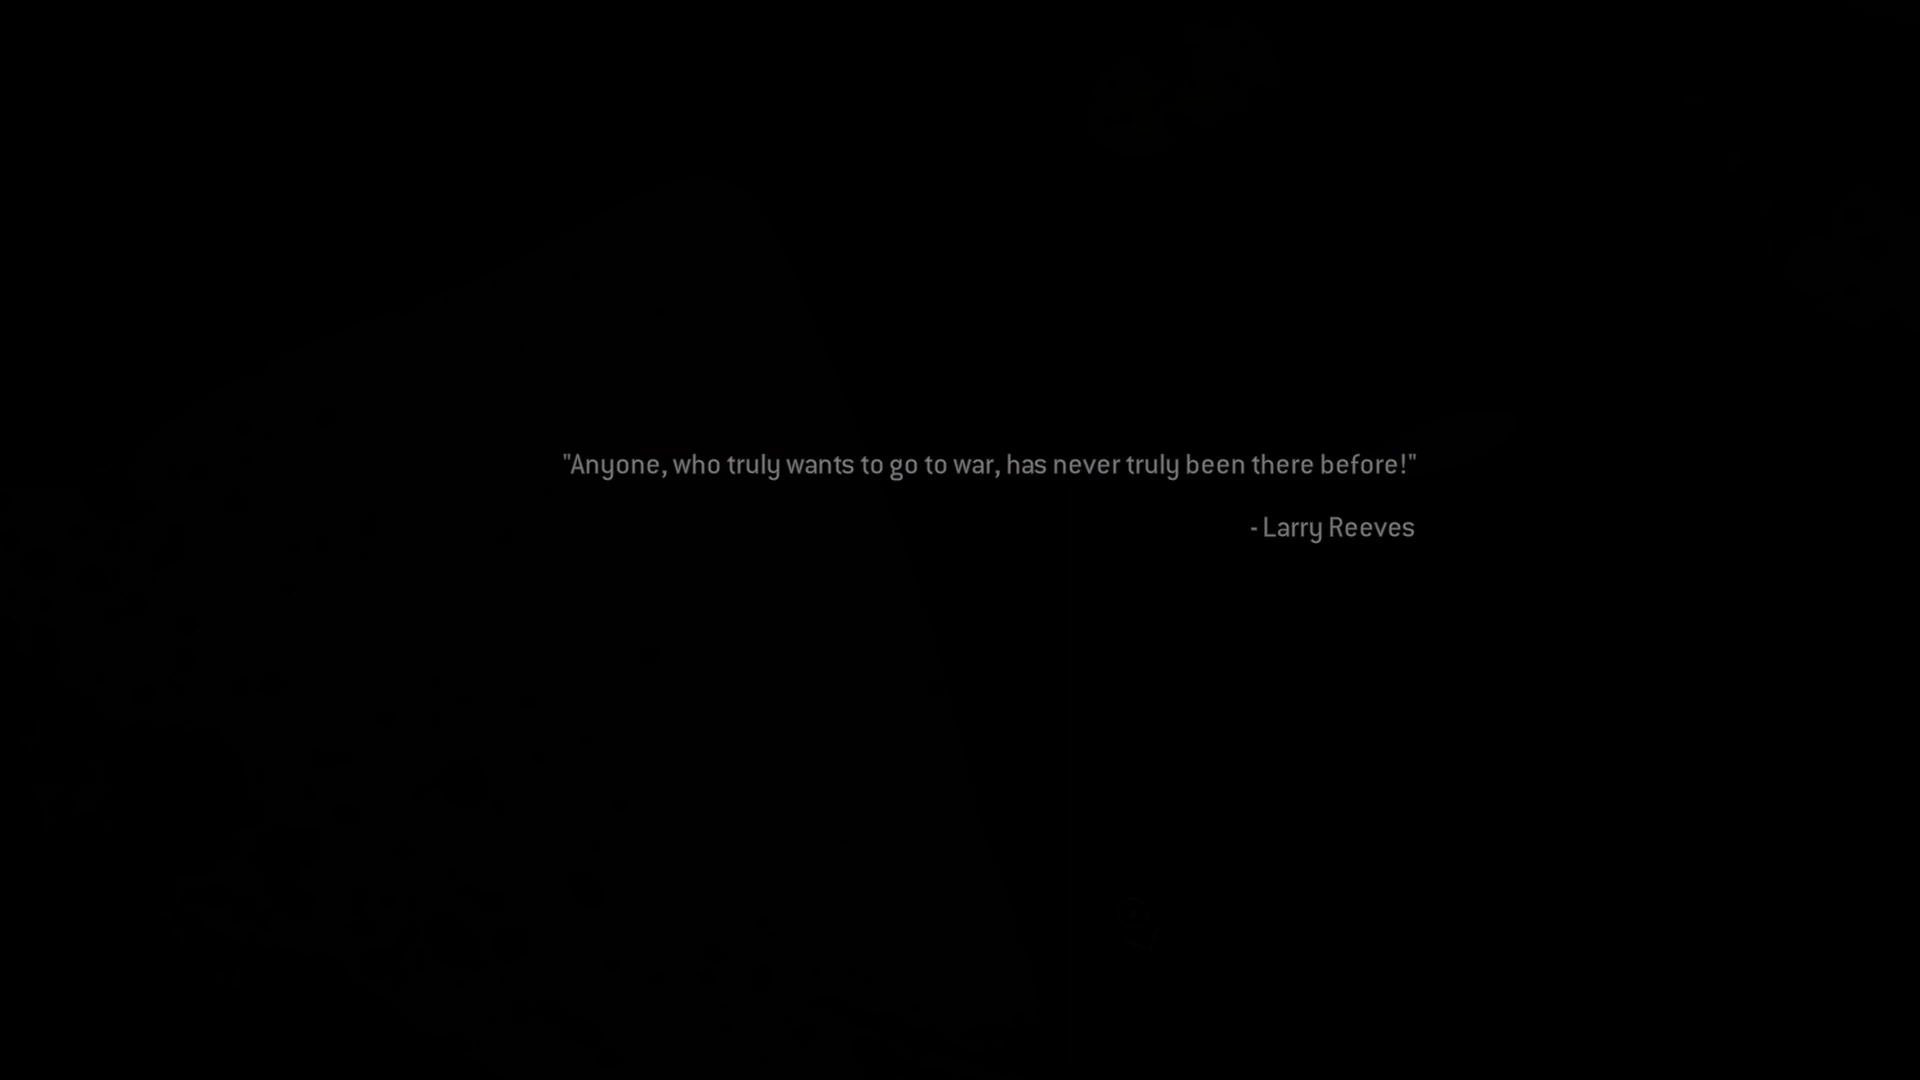 "Anyone, who truly wants to go to war, has never truly been there before!"
- Larry Reeves